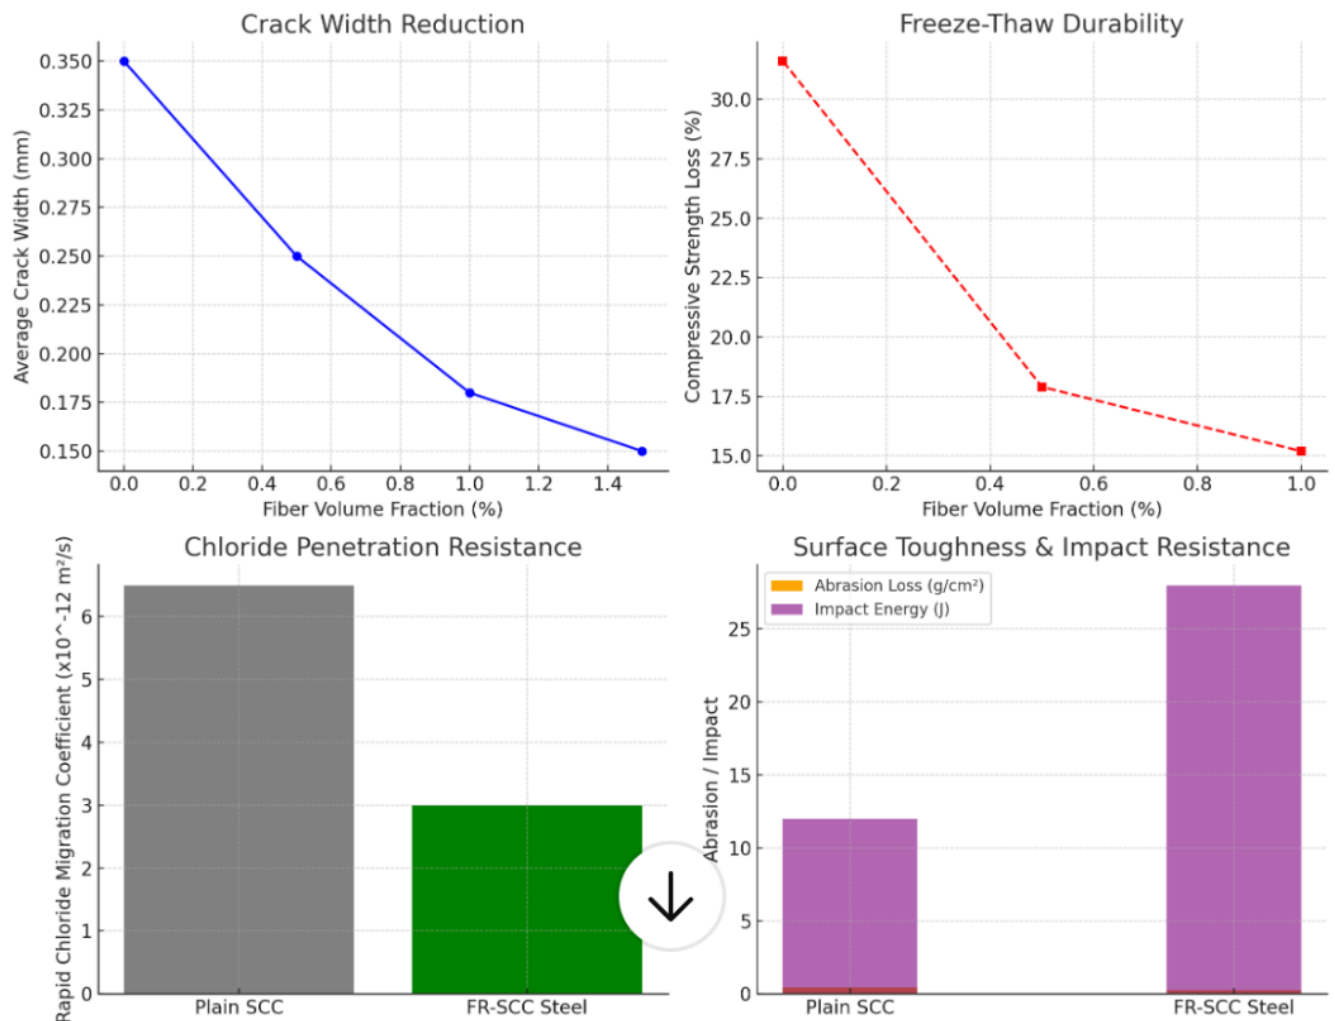 Crack Width Reduction
Average Crack Width (mm)
0.350
0.325
0.300
0.275
0.250
0.225
0.200
0.175
0.150
0.0 0.2 0.4 0.6 0.8 1.0 1.2 1.4
Fiber Volume Fraction (%)
Freeze-Thaw Durability
Compressive Strength Loss (%)
30.0
27.5
25.0
22.5
20.0
17.5
15.0
0.0 0.2 0.4 0.6 0.8 1.0
Fiber Volume Fraction (%)
Chloride Penetration Resistance
Rapid Chloride Migration Coefficient (x10^-12 m²/s)
6
5
4
3
2
1
0
Plain SCC FR-SCC Steel
Surface Toughness & Impact Resistance
Abrasion Loss (g/cm²)
Impact Energy (J)
Abrasion / Impact
25
20
15
10
5
0
Plain SCC FR-SCC Steel